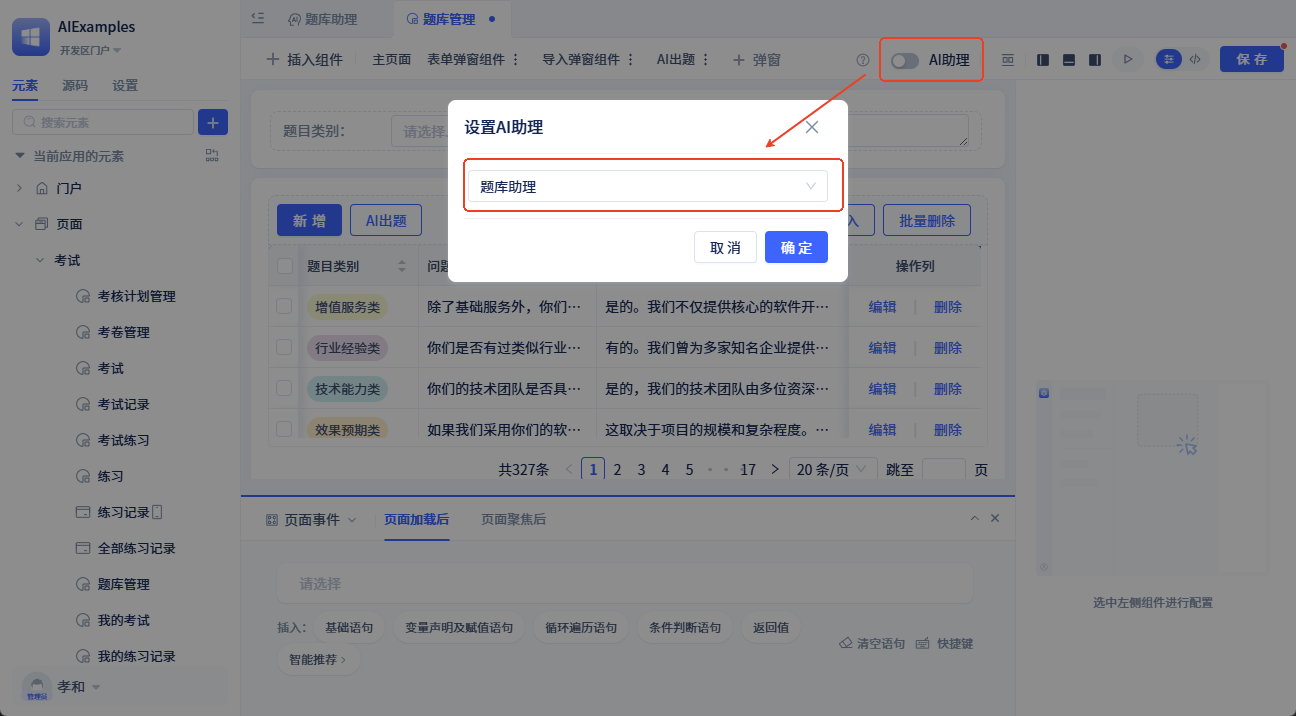 AIExamples
开发区门户
元素 源码 设置
搜索元素
当前应用的元素
门户
页面
考试
考核计划管理
考卷管理
考试
考试记录
考试练习
练习
练习记录
全部练习记录
题库管理
我的考试
我的练习记录
管理员 孝和
题库助理 题库管理
插入组件 主页面 表单弹窗组件 导入弹窗组件 AI出题 弹窗 AI助理 保 存
题目类别： 请选择
设置AI助理
题库助理
取 消 确 定
新 增 AI出题 入 批量删除
题目类别 问题 操作列
增值服务类 除了基础服务外，你们… 是的。我们不仅提供核心的软件开… 编辑 删除
行业经验类 你们是否有过类似行业… 有的。我们曾为多家知名企业提供… 编辑 删除
技术能力类 你们的技术团队是否具… 是的，我们的技术团队由多位资深… 编辑 删除
效果预期类 如果我们采用你们的软… 这取决于项目的规模和复杂程度。… 编辑 删除
共327条 1 2 3 4 5 17 20 条/页 跳至 页
页面事件 页面加载后 页面聚焦后
请选择
插入： 基础语句 变量声明及赋值语句 循环遍历语句 条件判断语句 返回值
智能推荐
清空语句 快捷键
选中左侧组件进行配置